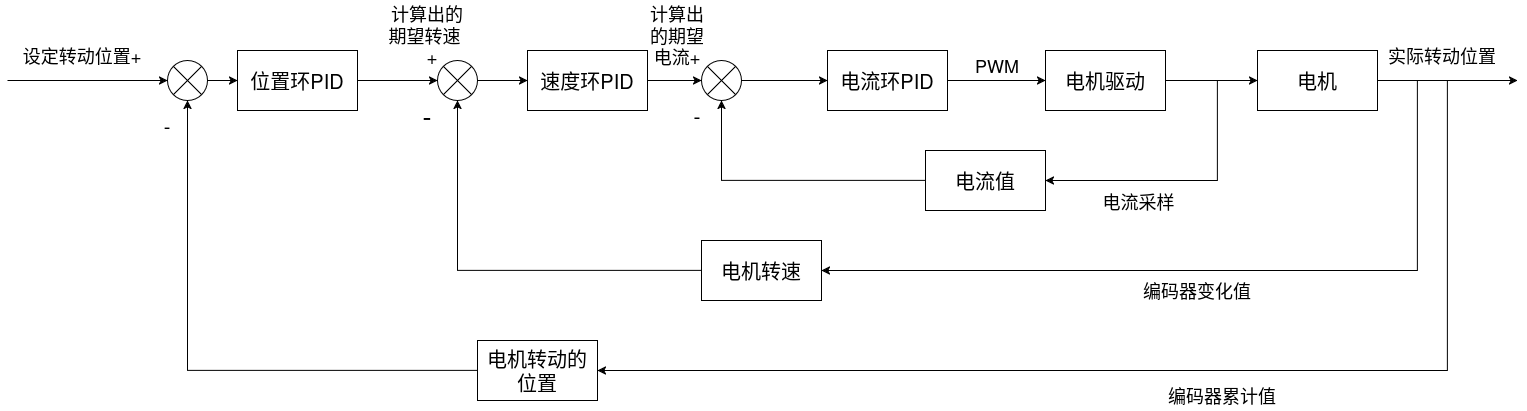 计算出的
期望转速
计算出
的期望
电流+
设定转动位置+
+
实际转动位置
位置环PID
速度环PID
电流环PID
PWM
电机驱动
电机
-
-
-
电流值
电流采样
电机转速
编码器变化值
电机转动的
位置
编码器累计值